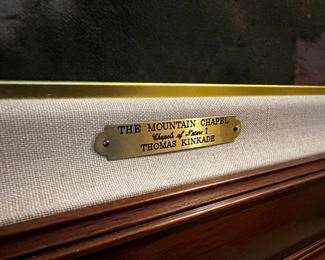 THE MOUNTAIN CHAPEL
Chapels of Nature I
THOMAS KINKADE